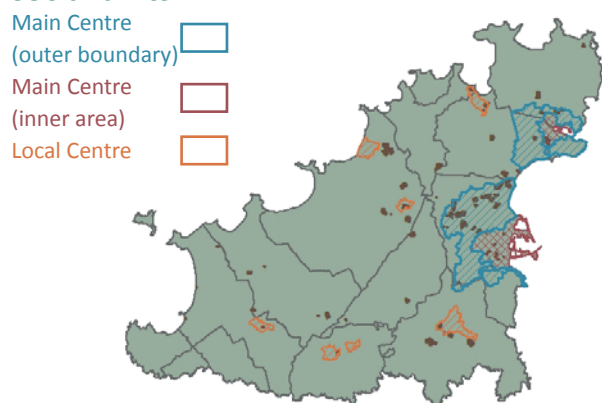 Main Centre
(outer boundary)
Main Centre
(inner area)
Local Centre